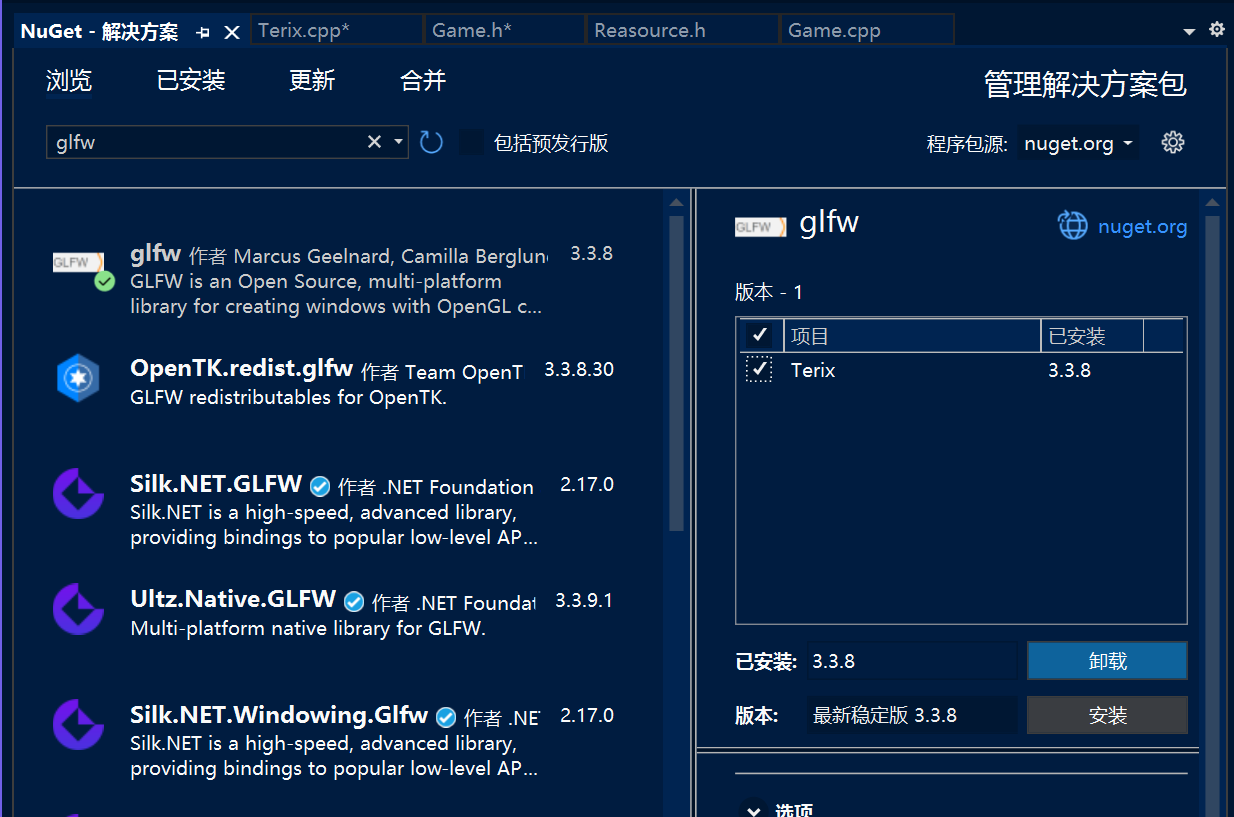 NuGet - 解决方案 Terix.cpp* Game.h* Reasource.h Game.cpp
浏览 已安装 更新 合并 管理解决方案包
glfw 包括预发行版 程序包源: nuget.org
GLFW glfw 作者 Marcus Geelnard, Camilla Berglun 3.3.8
GLFW is an Open Source, multi-platform
library for creating windows with OpenGL c...
OpenTK.redist.glfw 作者 Team OpenT 3.3.8.30
GLFW redistributables for OpenTK.
Silk.NET.GLFW 作者 .NET Foundation 2.17.0
Silk.NET is a high-speed, advanced library,
providing bindings to popular low-level AP...
Ultz.Native.GLFW 作者 .NET Foundat 3.3.9.1
Multi-platform native library for GLFW.
Silk.NET.Windowing.Glfw 作者 .NE 2.17.0
Silk.NET is a high-speed, advanced library,
providing bindings to popular low-level AP...
GLFW glfw nuget.org
版本 - 1
项目 已安装
Terix 3.3.8
已安装: 3.3.8 卸载
版本: 最新稳定版 3.3.8 安装
选项